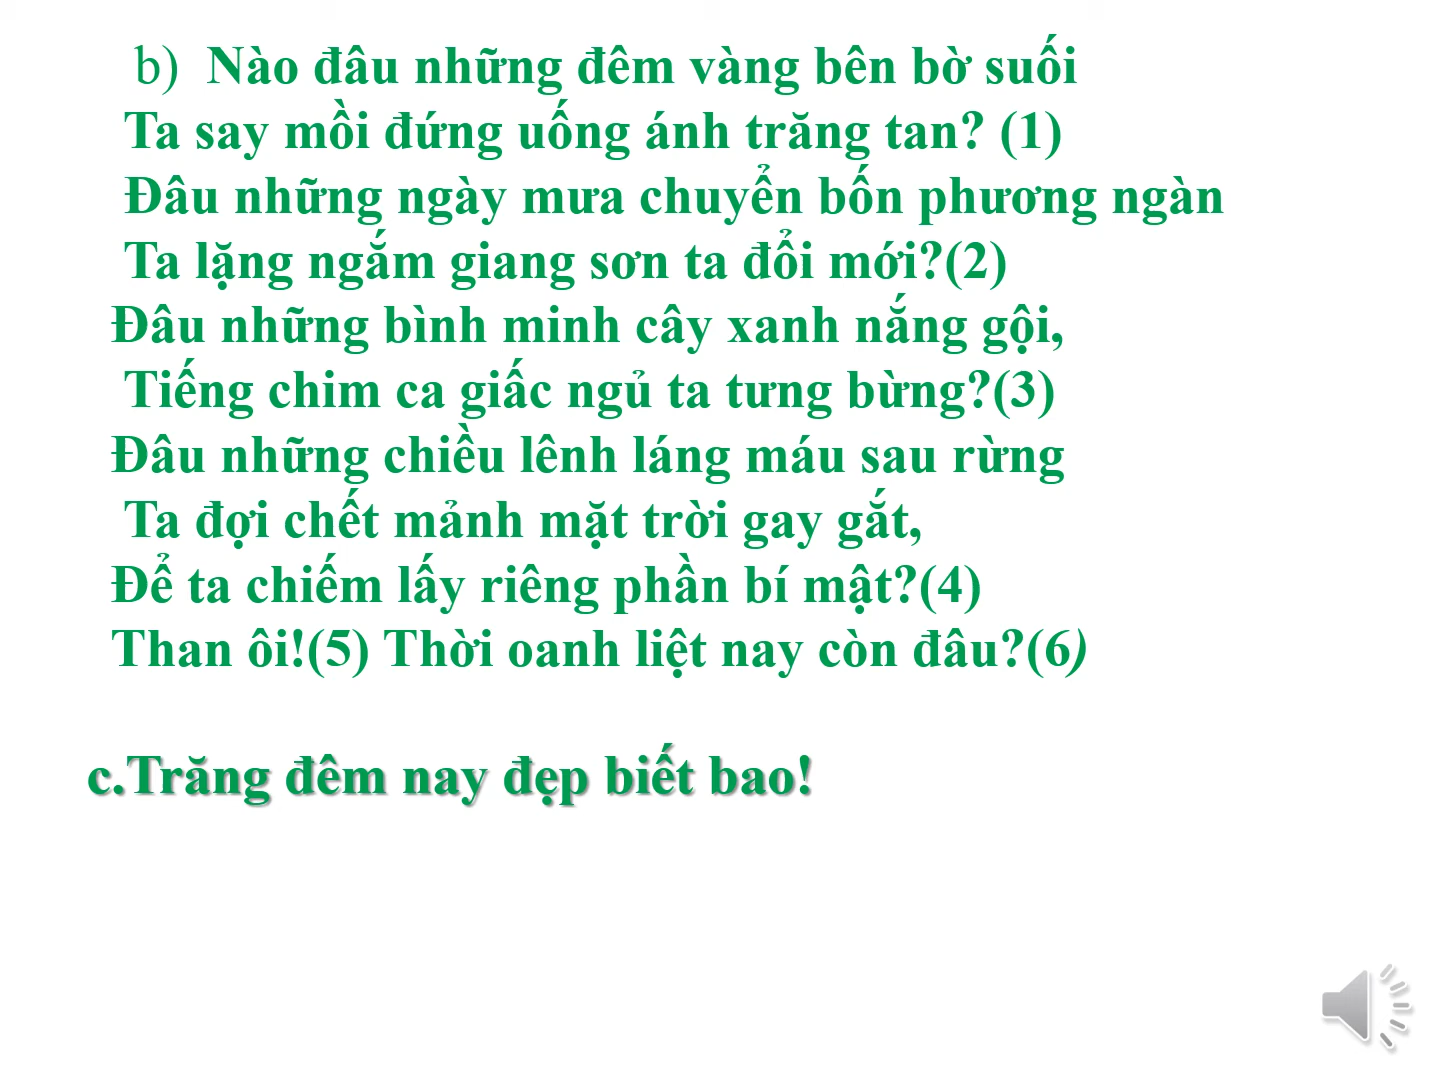 b) Nào đâu những đêm vàng bên bờ suối
Ta say mồi đứng uống ánh trăng tan? (1)
Đâu những ngày mưa chuyển bốn phương ngàn
Ta lặng ngắm giang sơn ta đổi mới?(2)
Đâu những bình minh cây xanh nắng gội,
Tiếng chim ca giấc ngủ ta tưng bừng?(3)
Đâu những chiều lênh láng máu sau rừng
Ta đợi chết mảnh mặt trời gay gắt,
Để ta chiếm lấy riêng phần bí mật?(4)
Than ôi!(5) Thời oanh liệt nay còn đâu?(6)
c.Trăng đêm nay đẹp biết bao!